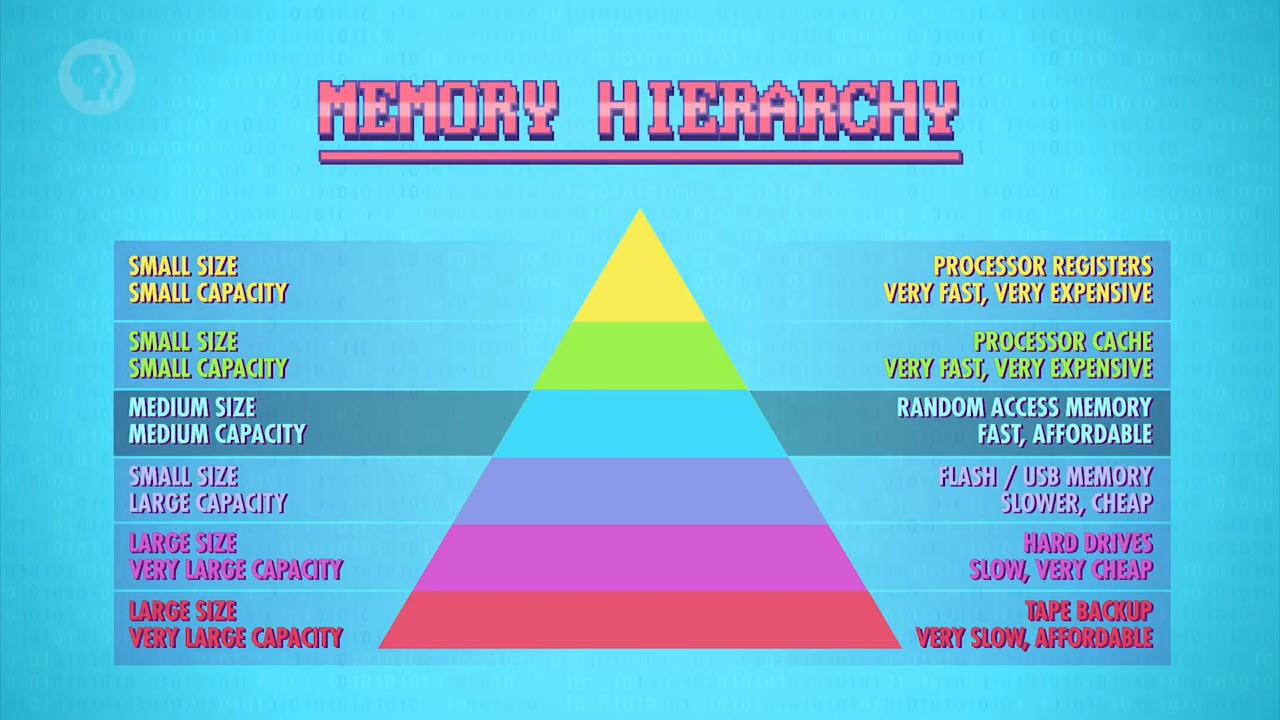 MEMORY HIERARCHY
SMALL SIZE
SMALL CAPACITY
PROCESSOR REGISTERS
VERY FAST, VERY EXPENSIVE
SMALL SIZE
SMALL CAPACITY
PROCESSOR CACHE
VERY FAST, VERY EXPENSIVE
MEDIUM SIZE
MEDIUM CAPACITY
RANDOM ACCESS MEMORY
FAST, AFFORDABLE
SMALL SIZE
LARGE CAPACITY
FLASH / USB MEMORY
SLOWER, CHEAP
LARGE SIZE
VERY LARGE CAPACITY
HARD DRIVES
SLOW, VERY CHEAP
LARGE SIZE
VERY LARGE CAPACITY
TAPE BACKUP
VERY SLOW, AFFORDABLE